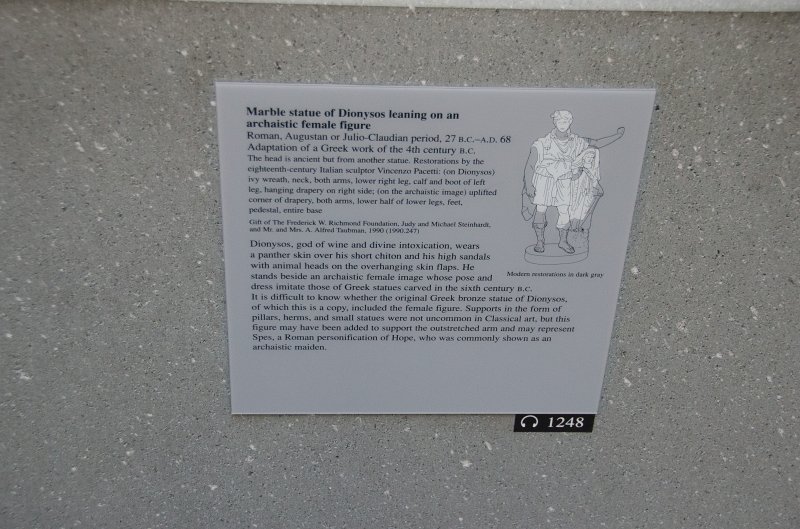 Marble statue of Dionysos leaning on an
archaistic female figure
Roman, Augustan or Julio-Claudian period, 27 B.C.–A.D. 68
Adaptation of a Greek work of the 4th century B.C.
The head is ancient but from another statue. Restorations by the
eighteenth-century Italian sculptor Vincenzo Pacetti: (on Dionysos)
ivy wreath, neck, both arms, lower right leg, calf and boot of left
leg, hanging drapery on right side; (on the archaistic image) uplifted
corner of drapery, both arms, lower half of lower legs, feet,
pedestal, entire base
Gift of The Frederick W. Richmond Foundation, Judy and Michael Steinhardt,
and Mr. and Mrs. A. Alfred Taubman, 1990 (1990.247)
Dionysos, god of wine and divine intoxication, wears
a panther skin over his short chiton and his high sandals
with animal heads on the overhanging skin flaps. He
stands beside an archaistic female image whose pose and
dress imitate those of Greek statues carved in the sixth century B.C.
It is difficult to know whether the original Greek bronze statue of Dionysos,
of which this is a copy, included the female figure. Supports in the form of
pillars, herms, and small statues were not uncommon in Classical art, but this
figure may have been added to support the outstretched arm and may represent
Spes, a Roman personification of Hope, who was commonly shown as an
archaistic maiden.
Modern restorations in dark gray
1248